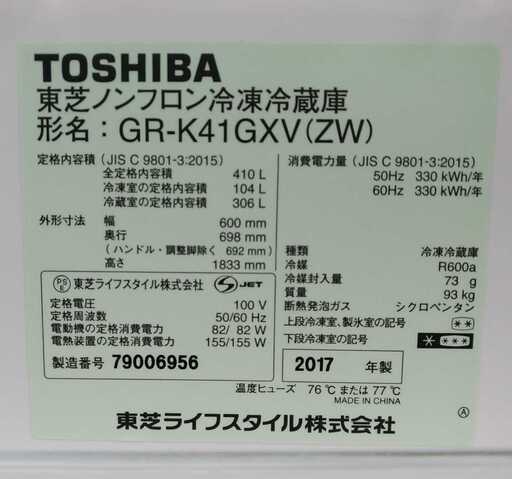 TOSHIBA
東芝ノンフロン冷凍冷蔵庫
形名：GR-K41GXV(ZW)
定格内容積（JIS C 9801-3:2015）
全定格内容積 410 L
冷凍室の定格内容積 104 L
冷蔵室の定格内容積 306 L
外形寸法 幅 600 mm
奥行 698 mm
（ハンドル・調整脚除く 692 mm）
高さ 1833 mm
消費電力量（JIS C 9801-3:2015）
50Hz 330 kWh/年
60Hz 330 kWh/年
種類 冷凍冷蔵庫
冷媒 R600a
冷媒封入量 73 g
質量 93 kg
断熱発泡ガス シクロペンタン
上段冷凍室、製氷室の記号 **
下段冷凍室の記号 * ***
PS E 東芝ライフスタイル株式会社 JET
定格電圧 100 V
定格周波数 50/60 Hz
電動機の定格消費電力 82/ 82 W
電熱装置の定格消費電力 155/155 W
製造番号 79006956
2017 年製
温度ヒューズ 76℃または77℃
MADE IN CHINA
東芝ライフスタイル株式会社
Ⓐ